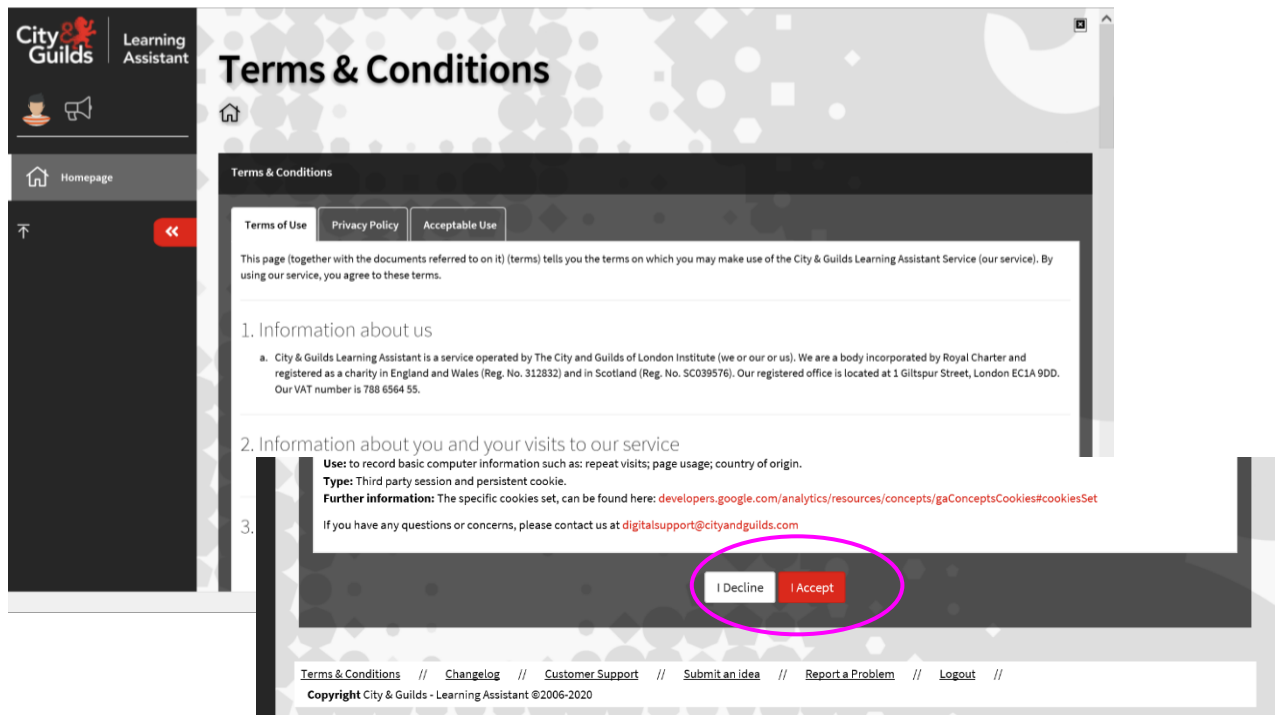 City & Guilds
Learning Assistant
Homepage
Terms & Conditions
Terms & Conditions
Terms of Use
Privacy Policy
Acceptable Use
This page (together with the documents referred to on it) (terms) tells you the terms on which you may make use of the City & Guilds Learning Assistant Service (our service). By
using our service, you agree to these terms.
1. Information about us
a. City & Guilds Learning Assistant is a service operated by The City and Guilds of London Institute (we or our or us). We are a body incorporated by Royal Charter and
registered as a charity in England and Wales (Reg. No. 312832) and in Scotland (Reg. No. SC039576). Our registered office is located at 1 Giltspur Street, London EC1A 9DD.
Our VAT number is 788 6564 55.
2. Information about you and your visits to our service
3.
Use: to record basic computer information such as: repeat visits; page usage; country of origin.
Type: Third party session and persistent cookie.
Further information: The specific cookies set, can be found here: developers.google.com/analytics/resources/concepts/gaConceptsCookies#cookiesSet
If you have any questions or concerns, please contact us at digitalsupport@cityandguilds.com
I Decline
I Accept
Terms & Conditions // Changelog // Customer Support // Submit an idea // Report a Problem // Logout //
Copyright City & Guilds - Learning Assistant ©2006-2020